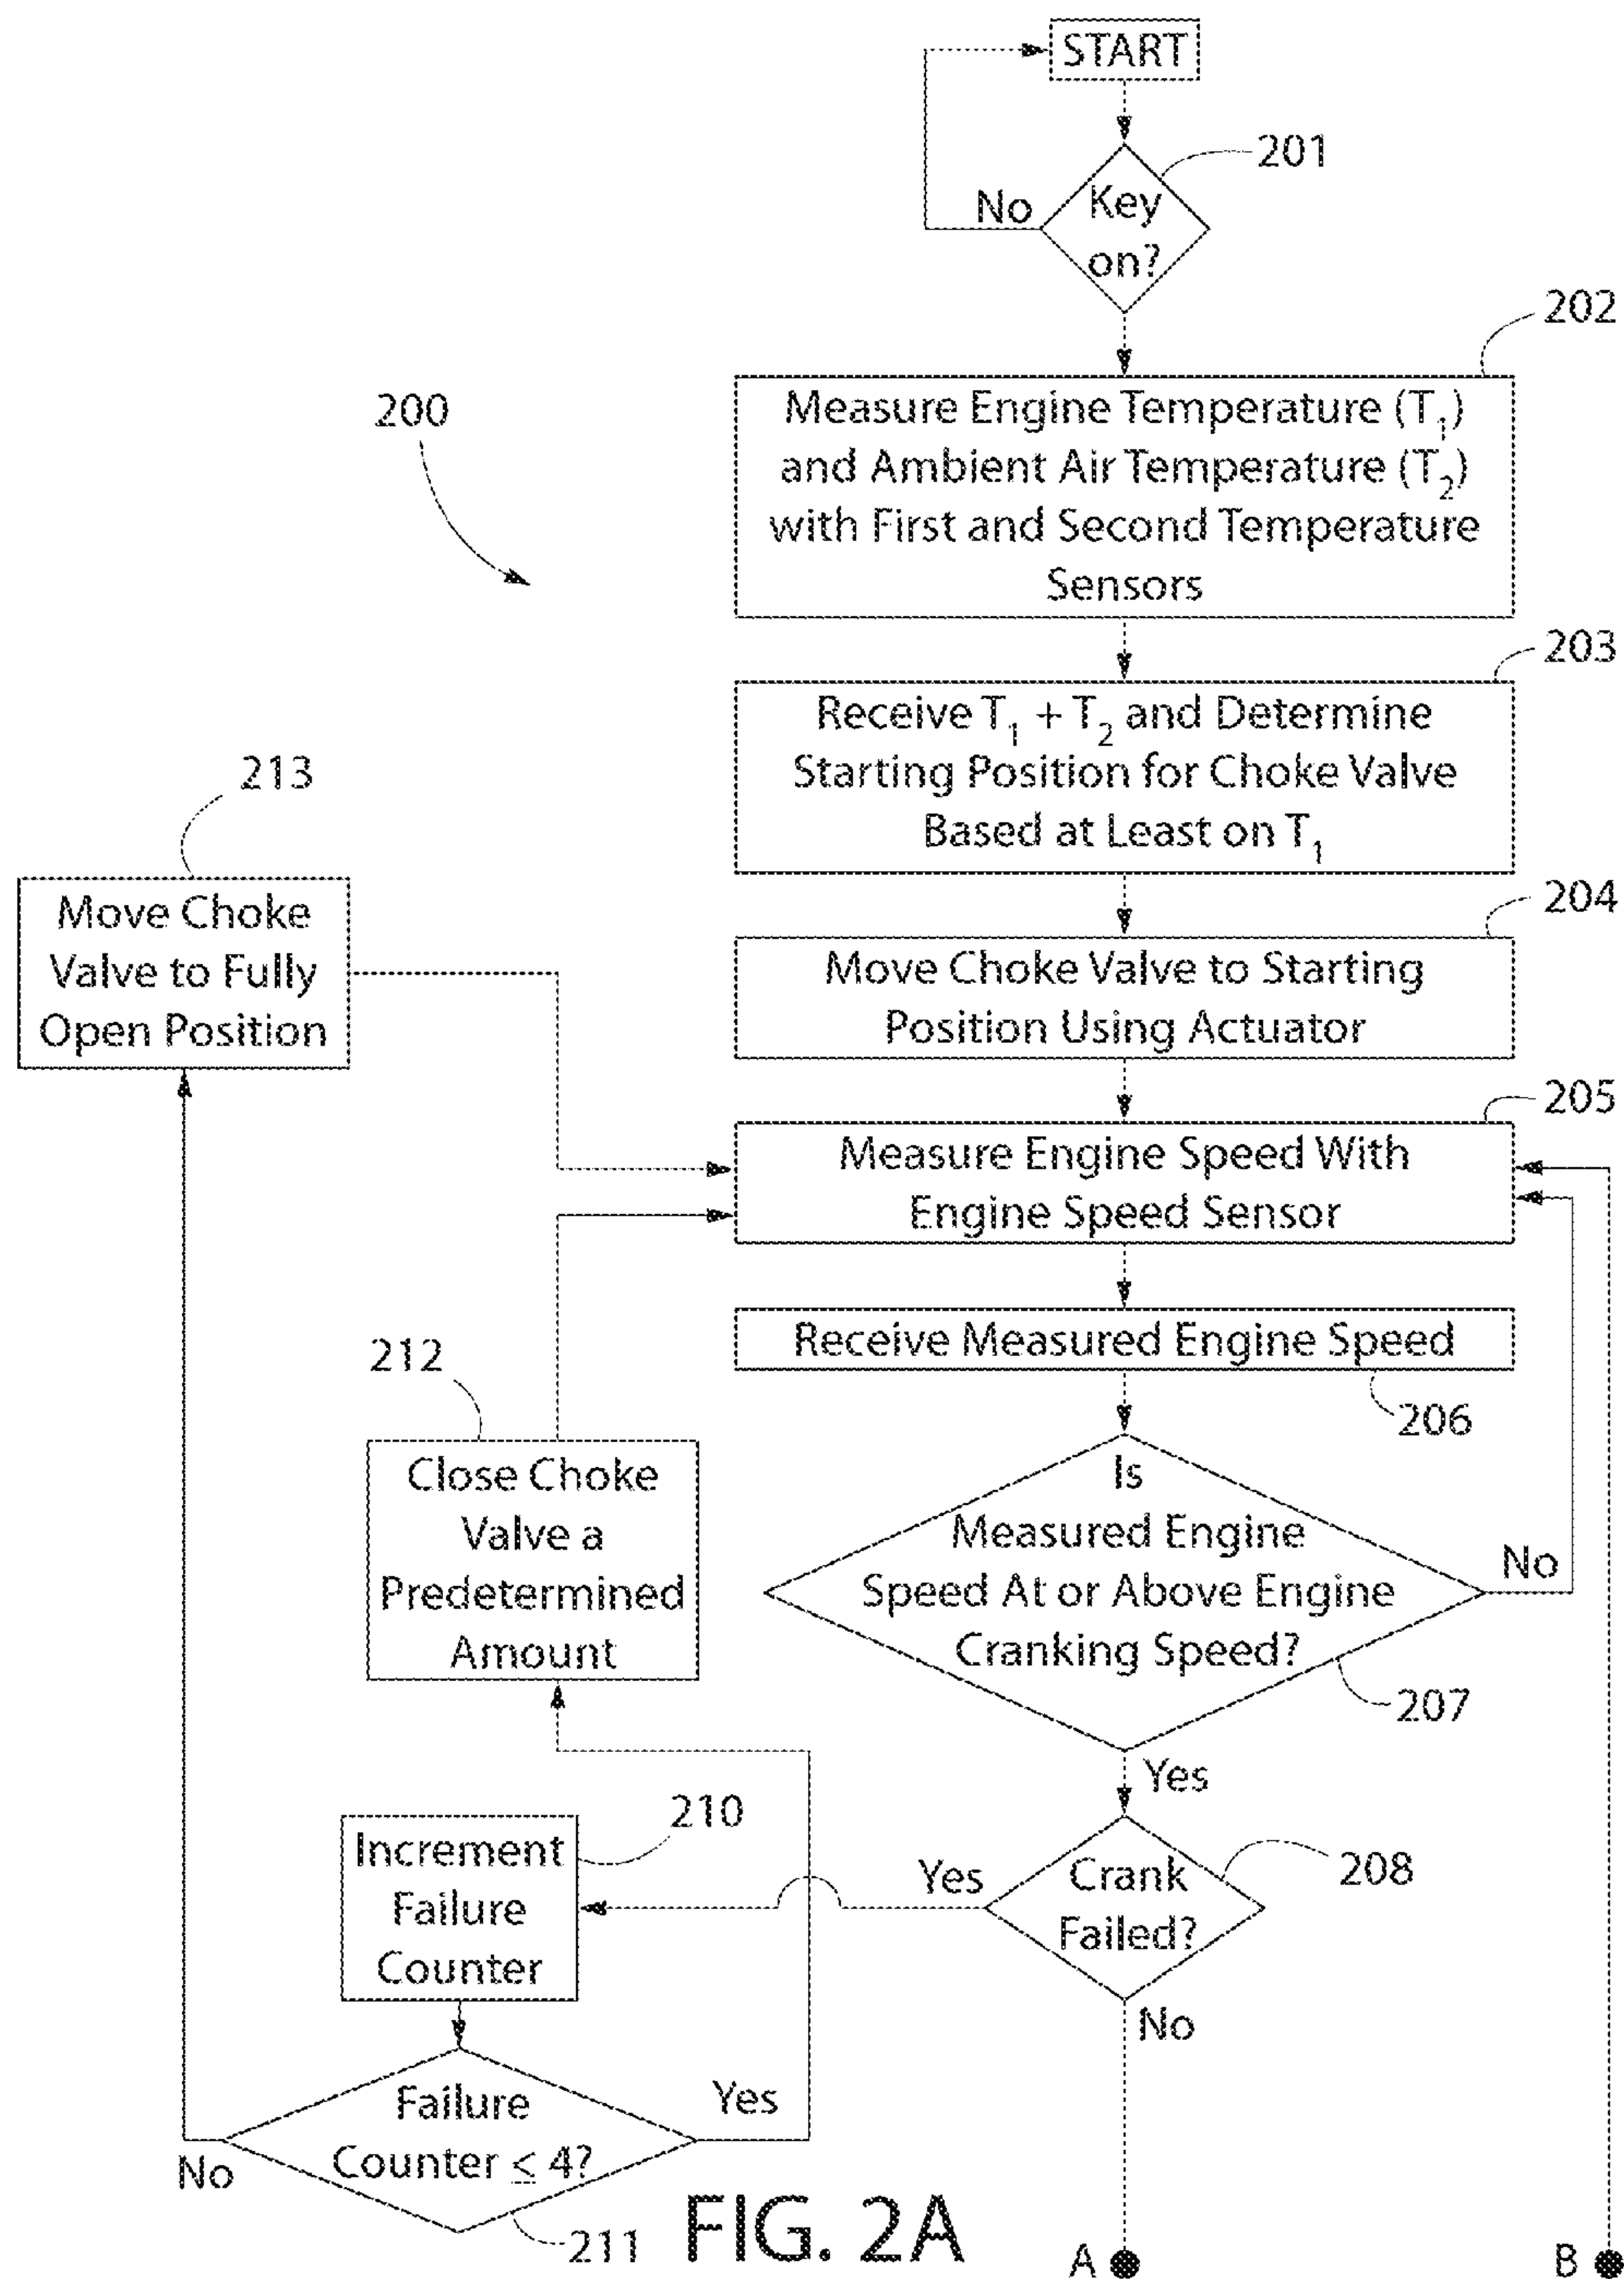 START
201
Key
on?
No
202
Measure Engine Temperature (T1)
and Ambient Air Temperature (T2)
with First and Second Temperature
Sensors
200
203
Receive T1 + T2 and Determine
Starting Position for Choke Valve
Based at Least on T1
213
Move Choke
Valve to Fully
Open Position
204
Move Choke Valve to Starting
Position Using Actuator
205
Measure Engine Speed With
Engine Speed Sensor
Receive Measured Engine Speed
206
212
Close Choke
Valve a
Predetermined
Amount
Is
Measured Engine
Speed At or Above Engine
Cranking Speed?
No
207
Yes
210
Increment
Failure
Counter
Yes
Crank
Failed?
208
No
Failure
Counter ≤ 4?
Yes
No
211
FIG. 2A
A
B